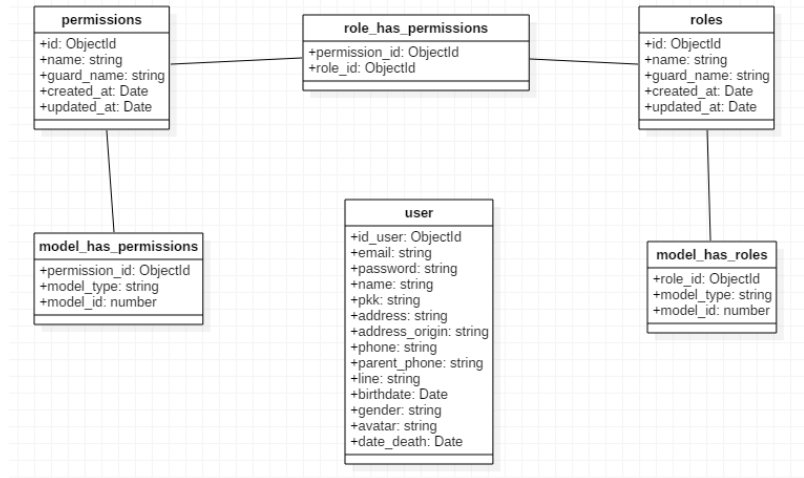 permissions
+id: ObjectId
+name: string
+guard_name: string
+created_at: Date
+updated_at: Date
role_has_permissions
+permission_id: ObjectId
+role_id: ObjectId
roles
+id: ObjectId
+name: string
+guard_name: string
+created_at: Date
+updated_at: Date
model_has_permissions
+permission_id: ObjectId
+model_type: string
+model_id: number
user
+id_user: ObjectId
+email: string
+password: string
+name: string
+pkk: string
+address: string
+address_origin: string
+phone: string
+parent_phone: string
+line: string
+birthdate: Date
+gender: string
+avatar: string
+date_death: Date
model_has_roles
+role_id: ObjectId
+model_type: string
+model_id: number